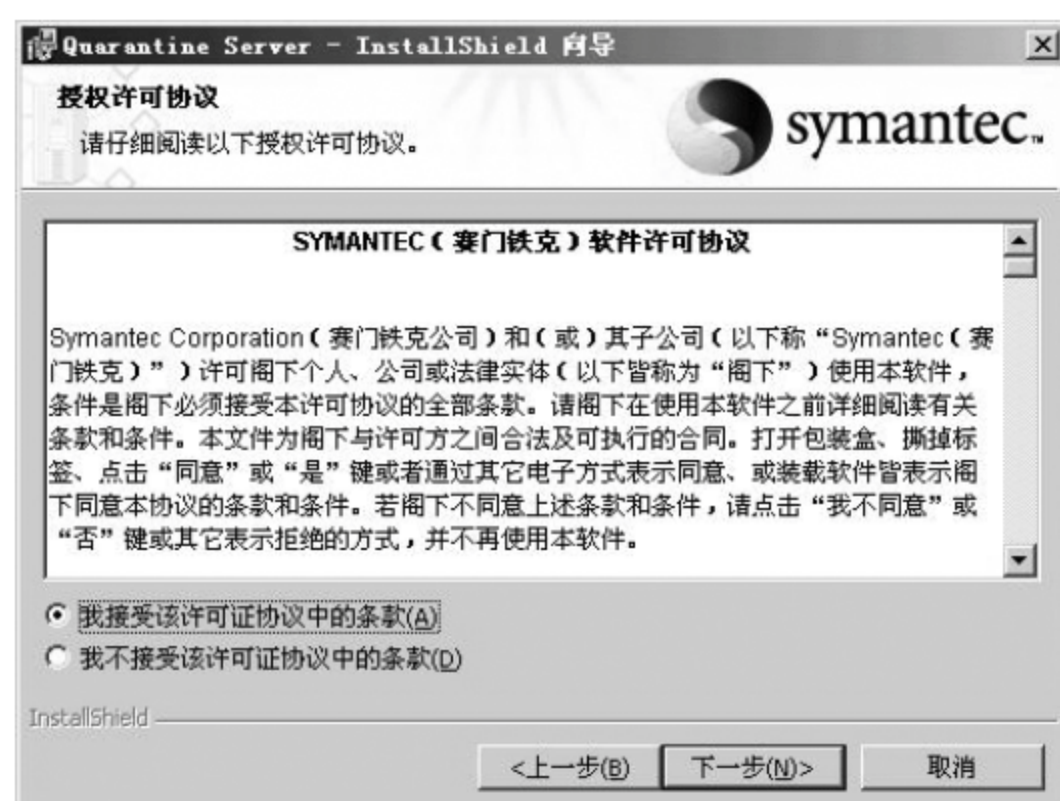 Quarantine Server - InstallShield 向导
授权许可协议
请仔细阅读以下授权许可协议。
symantec.
SYMANTEC（赛门铁克）软件许可协议
Symantec Corporation（赛门铁克公司）和（或）其子公司（以下称“Symantec（赛
门铁克）”）许可阁下个人、公司或法律实体（以下皆称为“阁下”）使用本软件，
条件是阁下必须接受本许可协议的全部条款。请阁下在使用本软件之前详细阅读有关
条款和条件。本文件为阁下与许可方之间合法及可执行的合同。打开包装盒、撕掉标
签、点击“同意”或“是”键或者通过其它电子方式表示同意、或装载软件皆表示阁
下同意本协议的条款和条件。若阁下不同意上述条款和条件，请点击“我不同意”或
“否”键或其它表示拒绝的方式，并不再使用本软件。
我接受该许可证协议中的条款(A)
我不接受该许可证协议中的条款(D)
InstallShield
<上一步(B) 下一步(N)> 取消